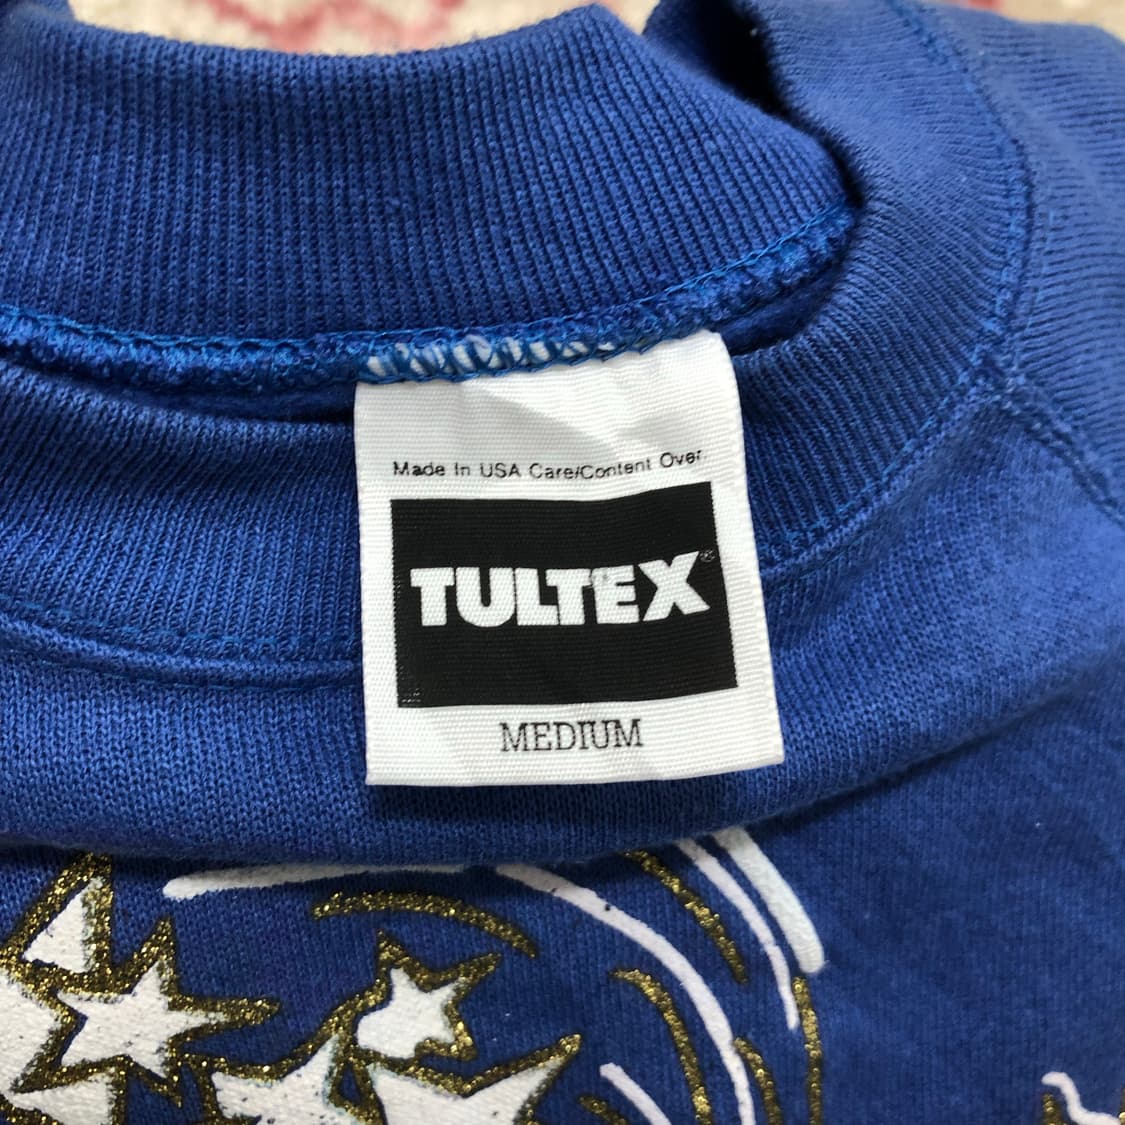 Made In USA Care/Content Over
TULTEX®
MEDIUM